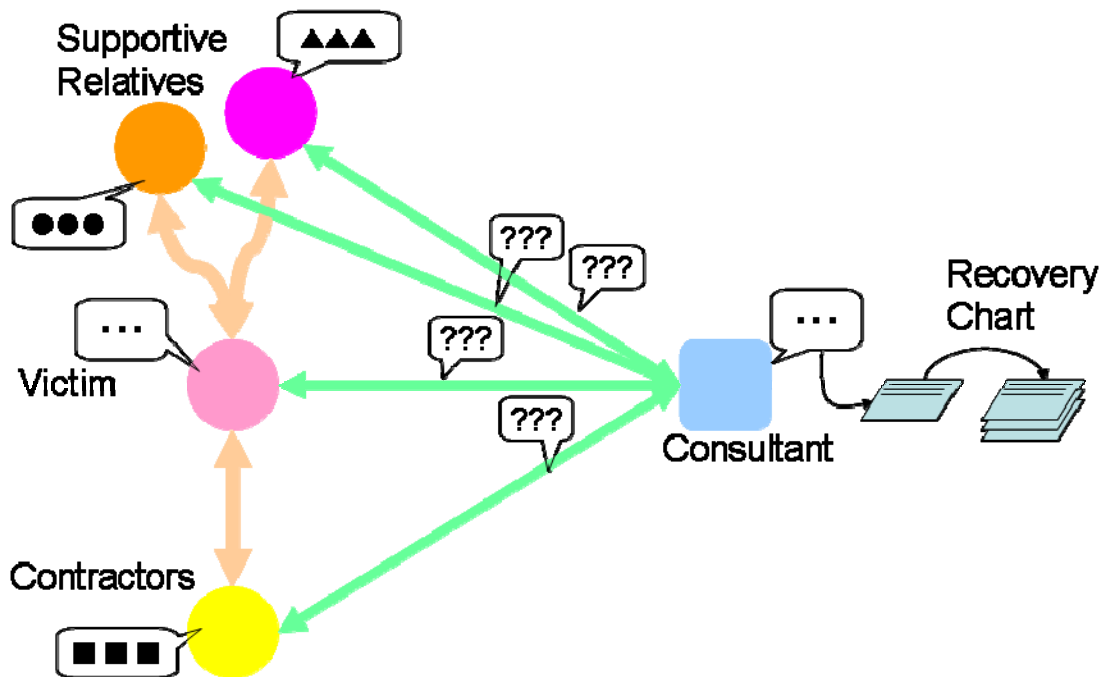 Supportive
Relatives
▲▲▲
●●●
???
???
Recovery
Chart
...
...
???
Victim
???
Consultant
Contractors
■■■